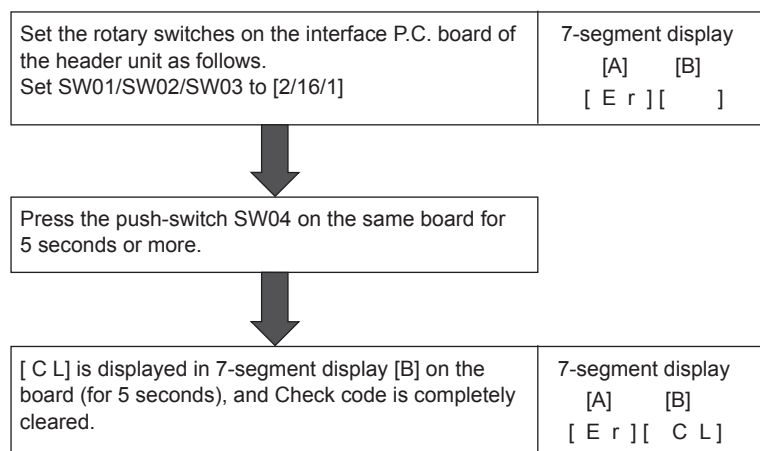 Set the rotary switches on the interface P.C. board of
the header unit as follows.
Set SW01/SW02/SW03 to [2/16/1]
7-segment display
[A] [B]
[ E r ] [ ]
Press the push-switch SW04 on the same board for
5 seconds or more.
[ C L] is displayed in 7-segment display [B] on the
board (for 5 seconds), and Check code is completely
cleared.
7-segment display
[A] [B]
[ E r ] [ C L ]